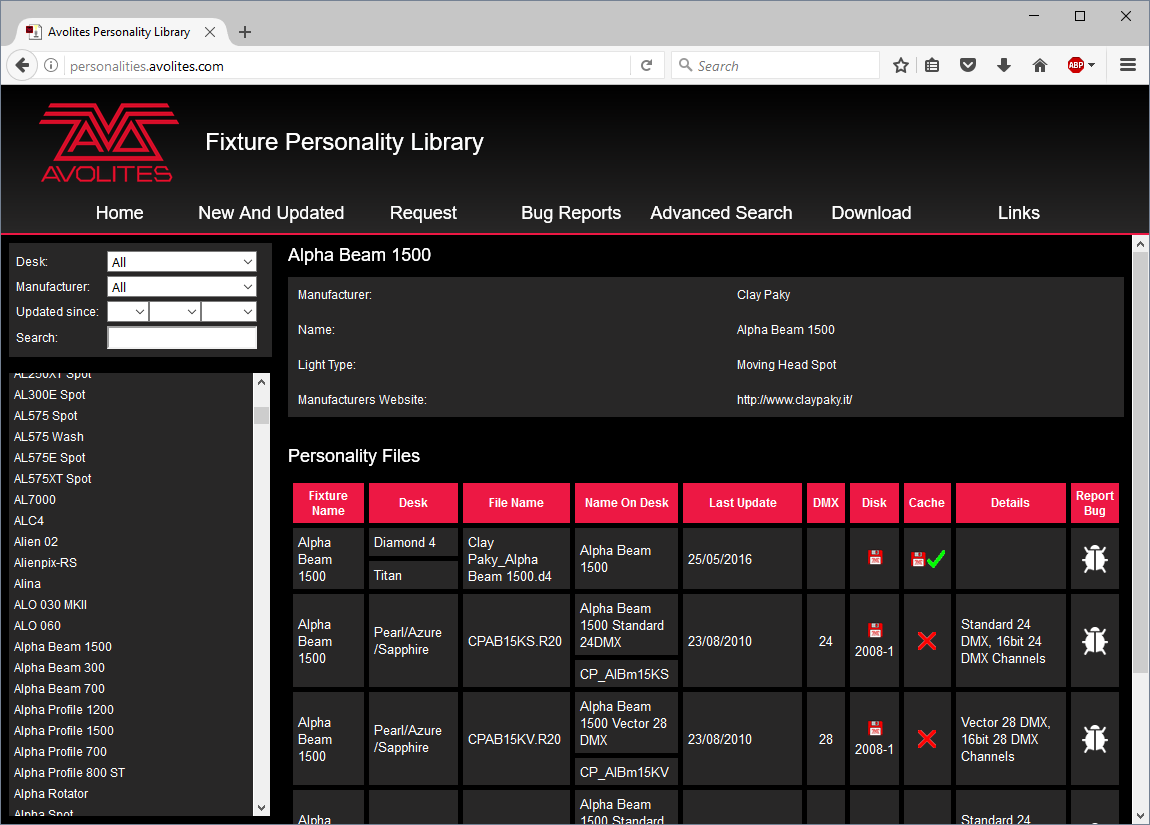 Avolites Personality Library
personalities.avolites.com
Search
ABP
AVOLITES
Fixture Personality Library
Home New And Updated Request Bug Reports Advanced Search Download Links
Desk: All
Manufacturer: All
Updated since:
Search:
AL250XT Spot
AL300E Spot
AL575 Spot
AL575 Wash
AL575E Spot
AL575XT Spot
AL7000
ALC4
Alien 02
Alienpix-RS
Alina
ALO 030 MKII
ALO 060
Alpha Beam 1500
Alpha Beam 300
Alpha Beam 700
Alpha Profile 1200
Alpha Profile 1500
Alpha Profile 700
Alpha Profile 800 ST
Alpha Rotator
Alpha Spot
Alpha Beam 1500
Manufacturer: Clay Paky
Name: Alpha Beam 1500
Light Type: Moving Head Spot
Manufacturers Website: http://www.claypaky.it/
Personality Files
Fixture
Name
Desk
File Name
Name On Desk
Last Update
DMX
Disk
Cache
Details
Report
Bug
Alpha
Beam
1500
Diamond 4
Titan
Clay
Paky_Alpha
Beam 1500.d4
Alpha Beam
1500
25/05/2016
Alpha
Beam
1500
Pearl/Azure
/Sapphire
CPAB15KS.R20
Alpha Beam
1500 Standard
24DMX
CP_AlBm15KS
23/08/2010
24
2008-1
Standard 24
DMX, 16bit 24
DMX Channels
Alpha
Beam
1500
Pearl/Azure
/Sapphire
CPAB15KV.R20
Alpha Beam
1500 Vector 28
DMX
CP_AlBm15KV
23/08/2010
28
2008-1
Vector 28 DMX,
16bit 28 DMX
Channels
Alpha
Alpha Beam
1500 Standard
Standard 24